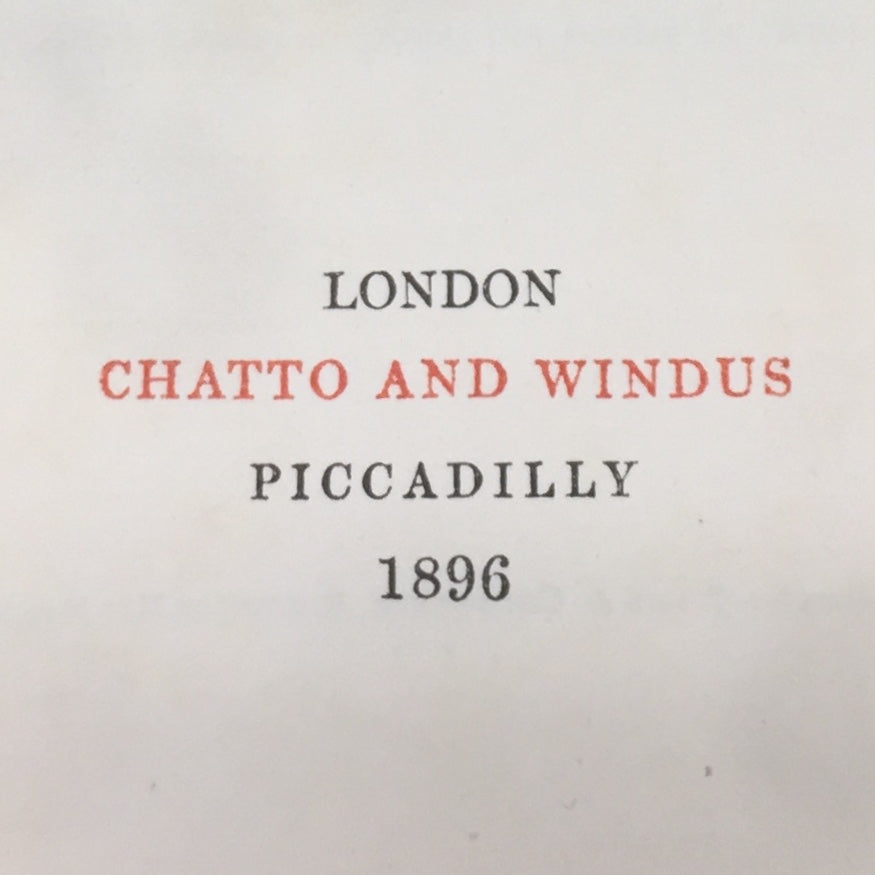 LONDON
CHATTO AND WINDUS
PICCADILLY
1896